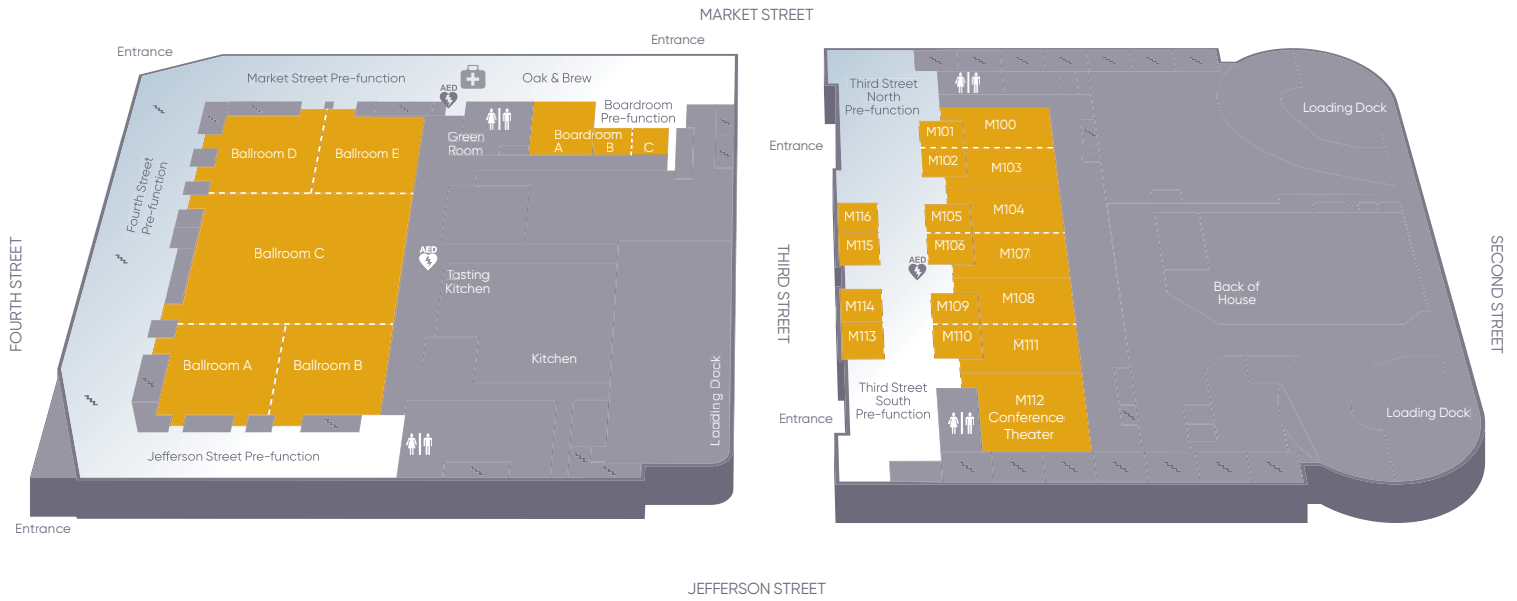 MARKET STREET
Entrance
Entrance
Market Street Pre-function
Oak & Brew
AED
Boardroom
Pre-function
Green
Room
Boardroom
A
B
C
Ballroom D
Ballroom E
Fourth Street
Pre-function
Ballroom C
AED
Tasting
Kitchen
Kitchen
Ballroom A
Ballroom B
Loading Dock
Jefferson Street Pre-function
Entrance
FOURTH STREET
THIRD STREET
Third Street
North
Pre-function
Entrance
M101
M100
M102
M103
M116
M105
M104
M115
M106
M107
AED
M114
M109
M108
M113
M110
M111
Third Street
South
Pre-function
Entrance
M112
Conference
Theater
Loading Dock
Back of
House
Loading Dock
SECOND STREET
JEFFERSON STREET